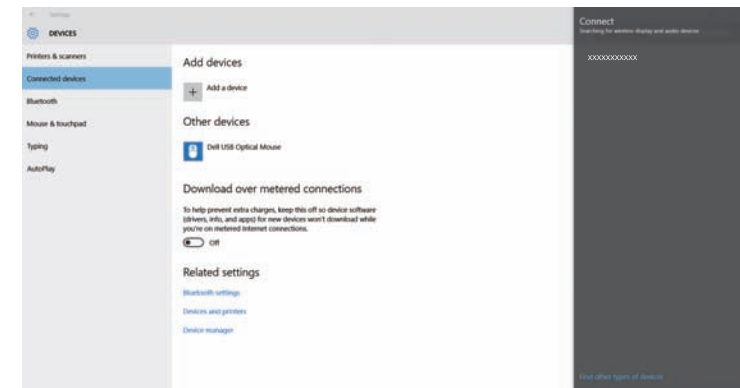 Settings
DEVICES
Printers & scanners
Connected devices
Bluetooth
Mouse & touchpad
Typing
AutoPlay
Add devices
Add a device
Other devices
Dell USB Optical Mouse
Download over metered connections
To help prevent extra charges, keep this off so device software
(drivers, info, and apps) for new devices won't download while
you're on metered Internet connections.
Off
Related settings
Bluetooth settings
Devices and printers
Device manager
Connect
Searching for wireless display and audio devices
xxxxxxxxxxx
Find other types of devices